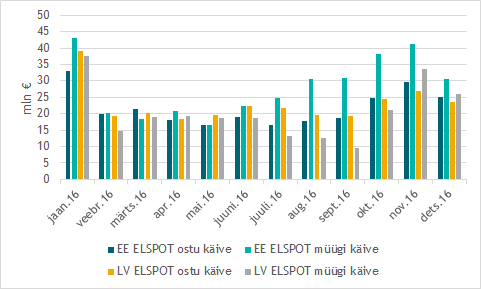 50
45
40
35
30
25
20
15
10
5
0
mln €
jaan.16 veebr.16 märts.16 apr.16 mai.16 juuni.16 juuli.16 aug.16 sept.16 okt.16 nov.16 dets.16
EE ELSPOT ostu käive EE ELSPOT müügi käive
LV ELSPOT ostu käive LV ELSPOT müügi käive